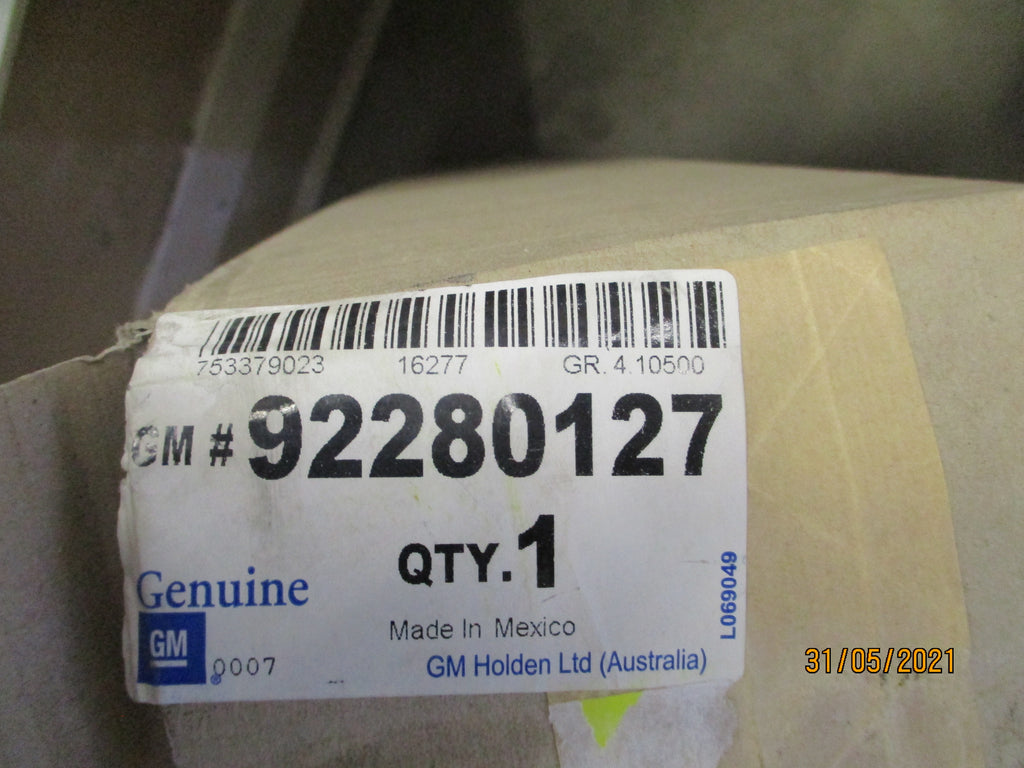 753379023 16277 GR. 4.10500
GM # 92280127
QTY. 1
Genuine
GM
0007
Made In Mexico
GM Holden Ltd (Australia)
L069049
31/05/2021